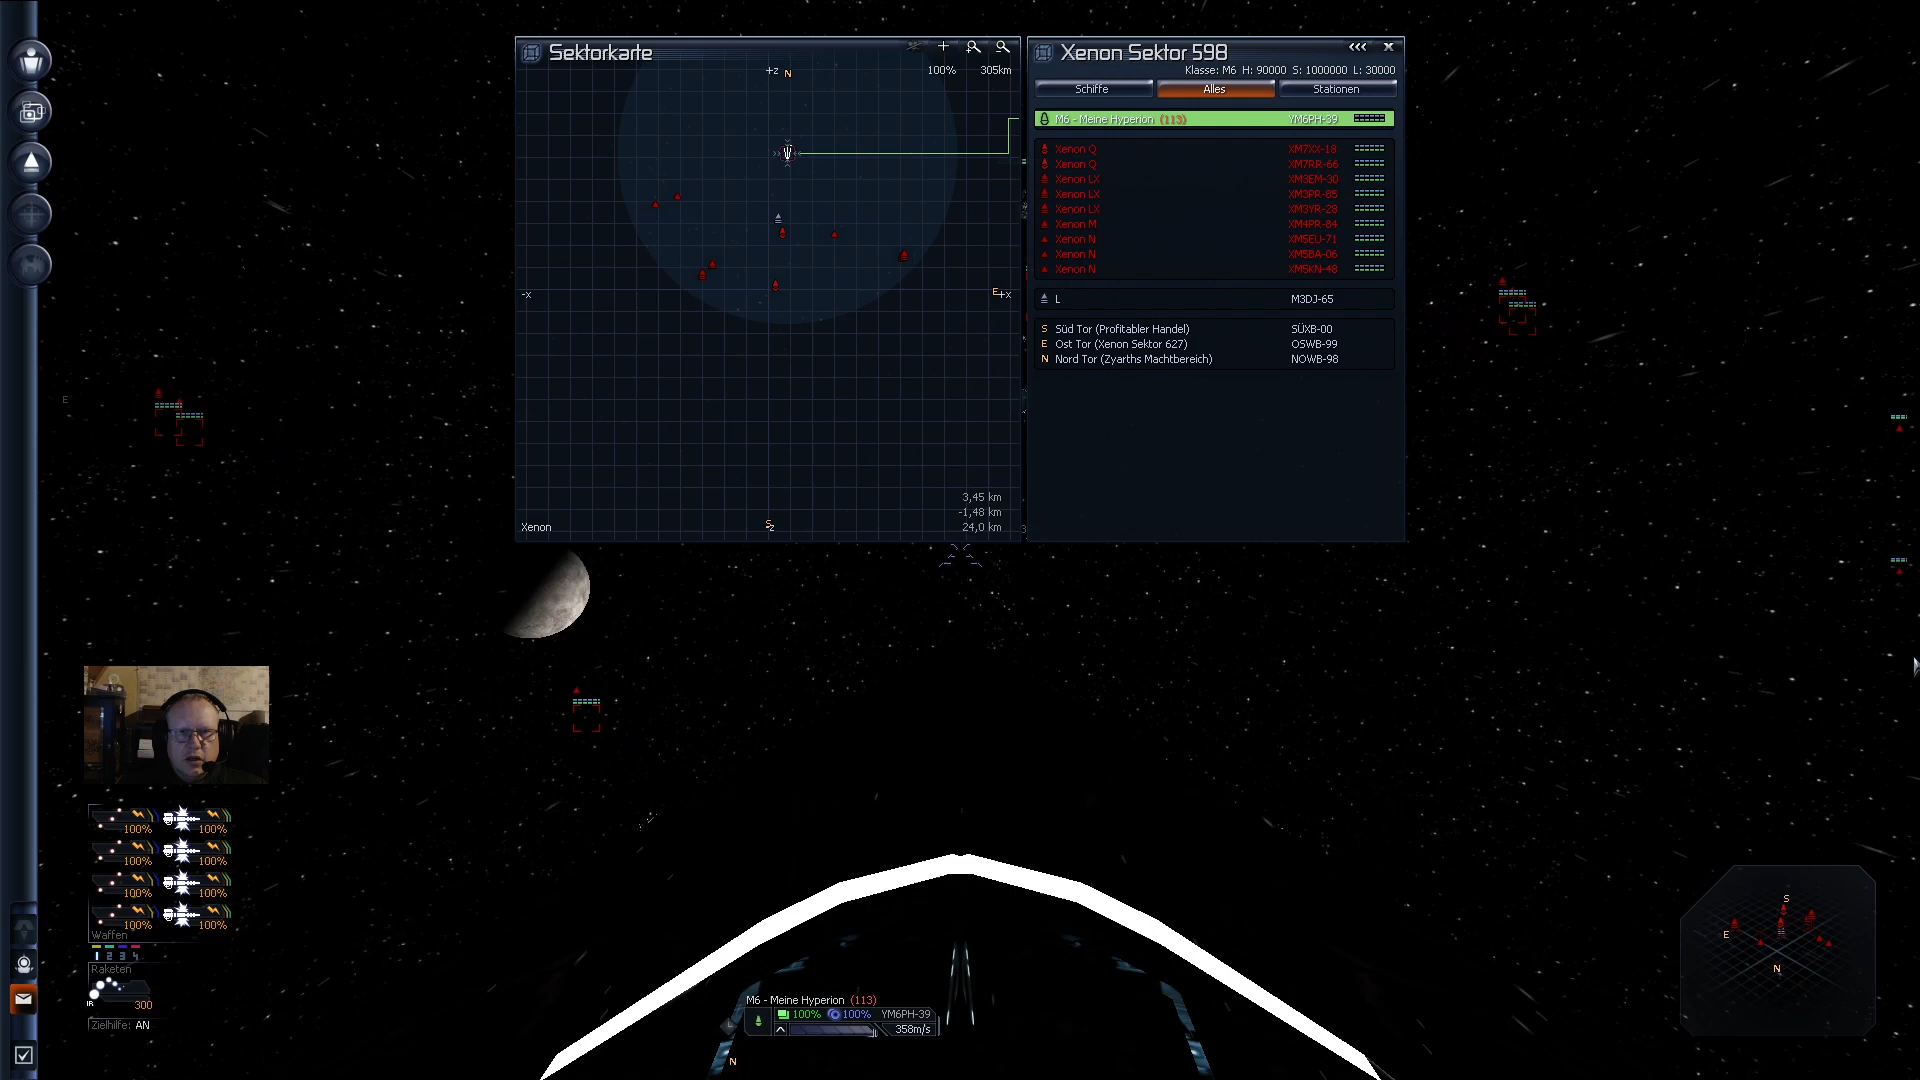 Sektorkarte
100% 305km
+z N
-x
E +x
3,45 km
-1,48 km
24,0 km
Xenon
S
-z
Xenon Sektor 598
Klasse: M6 H: 90000 S: 1000000 L: 30000
Schiffe Alles Stationen
M6 - Meine Hyperion (113) YM6PH-39
Xenon Q XM7XX-18
Xenon Q XM7RR-66
Xenon LX XM3EM-30
Xenon LX XM3PR-85
Xenon LX XM3YR-28
Xenon M XM4PR-84
Xenon N XM5EU-71
Xenon N XM5BA-06
Xenon N XM5KN-48
L M3DJ-65
S Süd Tor (Profitabler Handel) SÜXB-00
E Ost Tor (Xenon Sektor 627) OSWB-99
N Nord Tor (Zyarths Machtbereich) NOWB-98
E
100% 100%
100% 100%
100% 100%
100% 100%
Waffen
1 2 3 4
Raketen
IR 300
Zielhilfe: AN
M6 - Meine Hyperion (113)
100% 100% YM6PH-39
358m/s
N
S
E
N